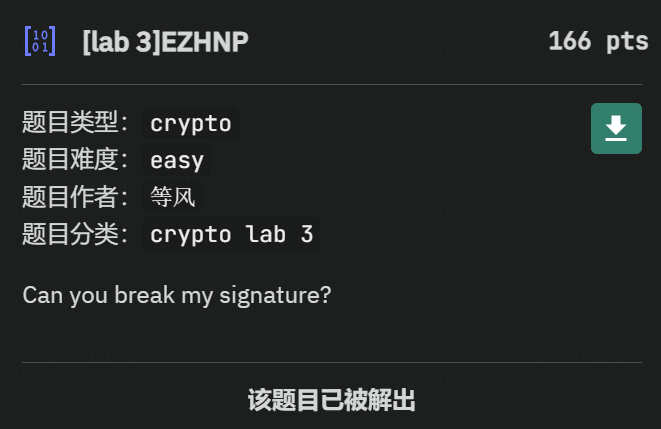 [lab 3]EZHNP 166 pts
题目类型： crypto
题目难度： easy
题目作者： 等风
题目分类： crypto lab 3
Can you break my signature?
该题目已被解出